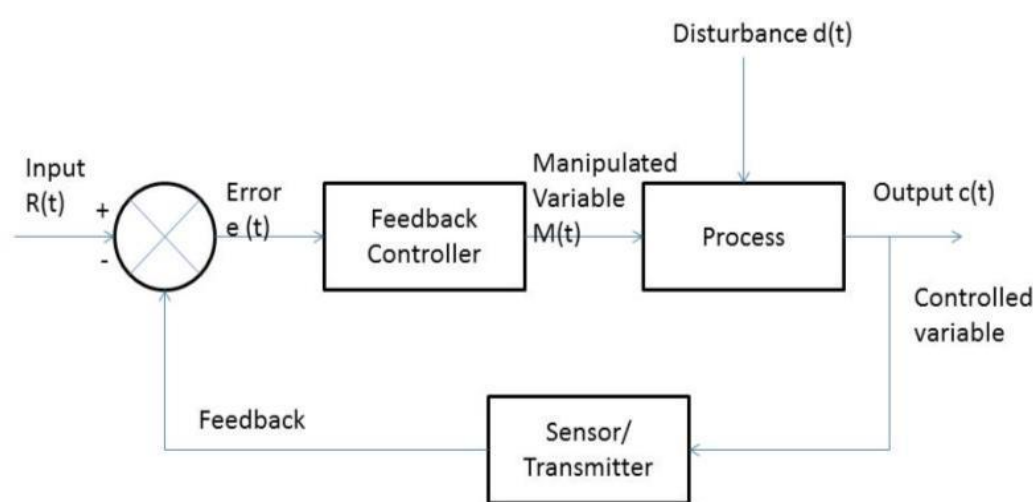 Disturbance d(t)
Input
R(t)
+
-
Error
e (t)
Feedback
Controller
Manipulated
Variable
M(t)
Process
Output c(t)
Controlled
variable
Feedback
Sensor/
Transmitter